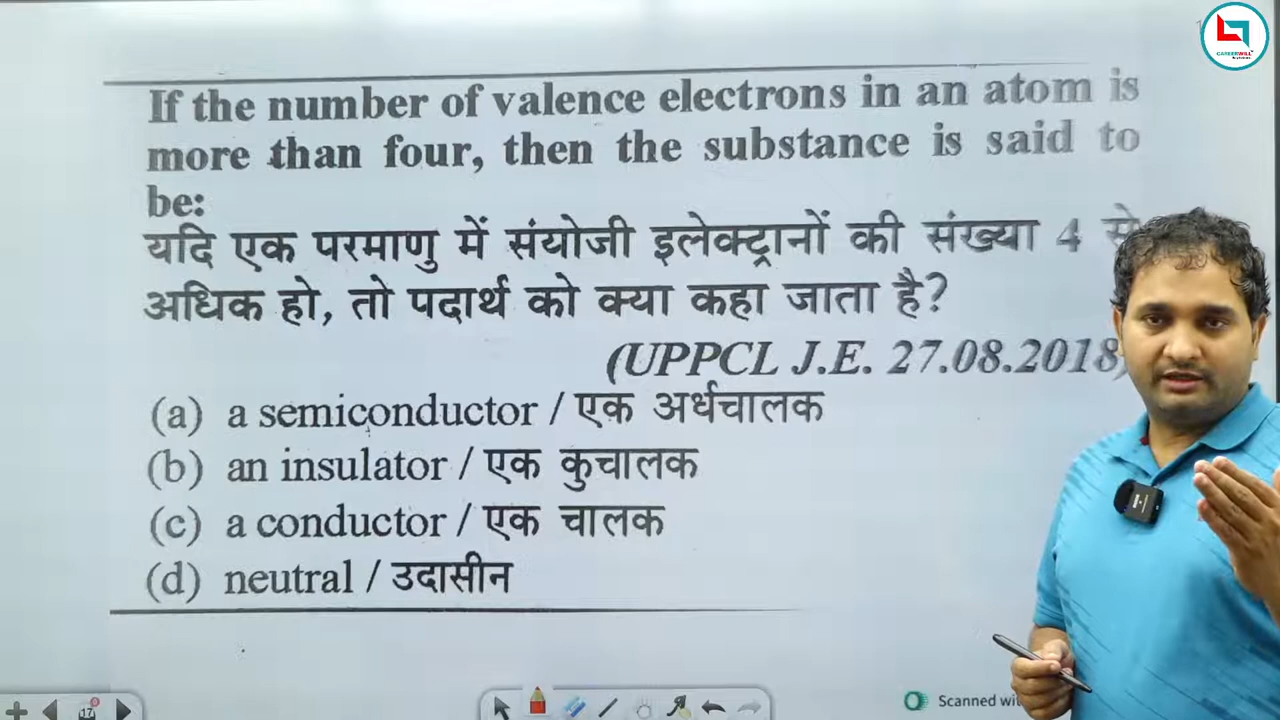 CAREERWILL
If the number of valence electrons in an atom is
more than four, then the substance is said to
be:
यदि एक परमाणु में संयोजी इलेक्ट्रानों की संख्या 4 से
अधिक हो, तो पदार्थ को क्या कहा जाता है?
(UPPCL J.E. 27.08.2018)
(a) a semiconductor / एक अर्धचालक
(b) an insulator / एक कुचालक
(c) a conductor / एक चालक
(d) neutral / उदासीन
17
Scanned